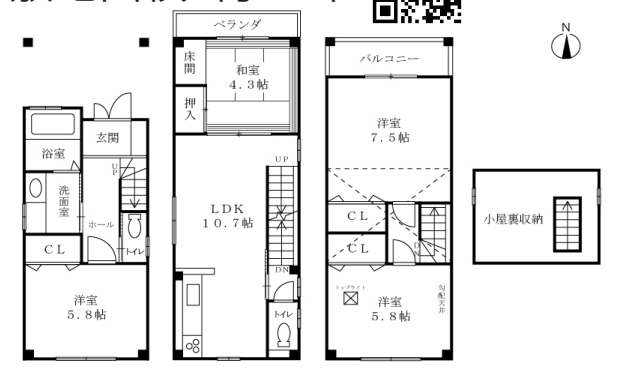 N
ベランダ
床間
和室
4.3帖
押入
バルコニー
洋室
7.5帖
浴室
玄関
UP
洗面室
ホール
トイレ
CL
洋室
5.8帖
UP
LDK
10.7帖
DN
トイレ
CL
CL
DN
トップライト
洋室
5.8帖
勾配天井
小屋裏収納